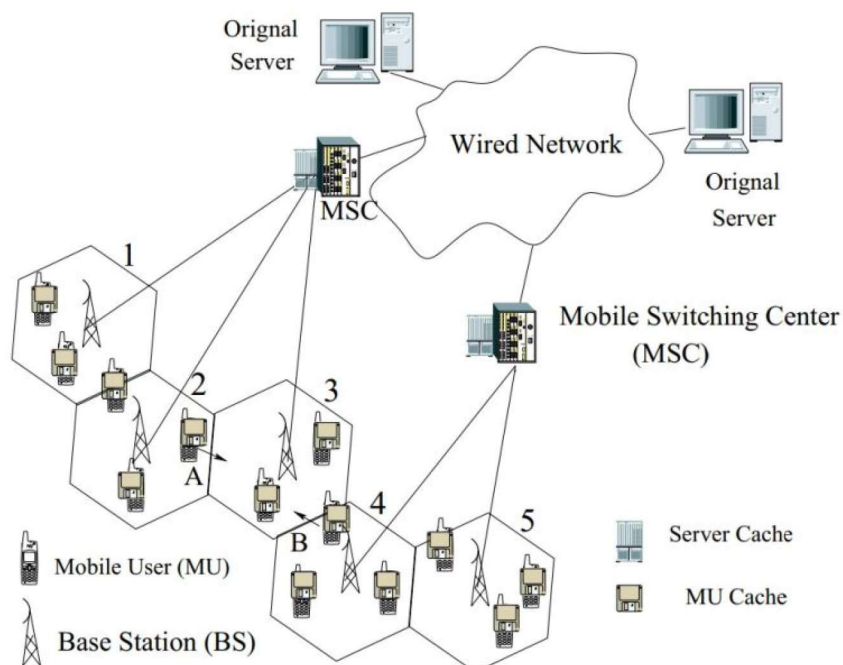 Orignal
Server
Wired Network
Orignal
Server
MSC
1
Mobile Switching Center
(MSC)
2
3
A
4
B
5
Server Cache
Mobile User (MU)
MU Cache
Base Station (BS)